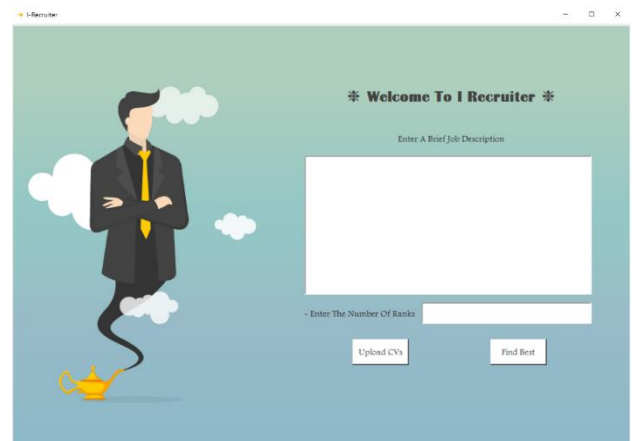 I-Recruiter
❉ Welcome To I Recruiter ❉
Enter A Brief Job Description
- Enter The Number Of Ranks
Upload CVs
Find Best